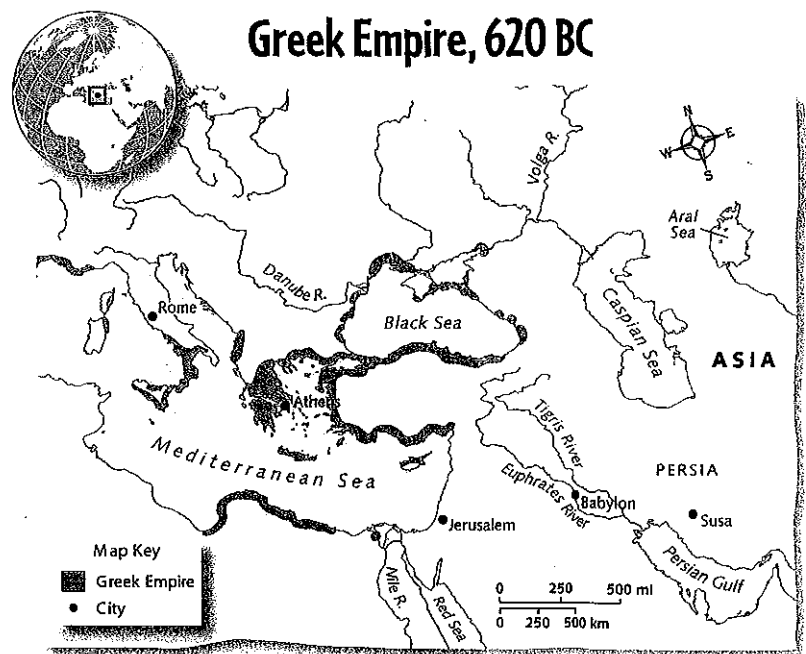 Greek Empire, 620 BC
N
E
W
S
Volga R.
Aral
Sea
Danube R.
Rome
Black Sea
Caspian Sea
ASIA
Athens
Tigris River
Mediterranean Sea
PERSIA
Euphrates River
Babylon
Susa
Jerusalem
Persian Gulf
Nile R.
Red Sea
Map Key
Greek Empire
City
0 250 500 mi
0 250 500 km